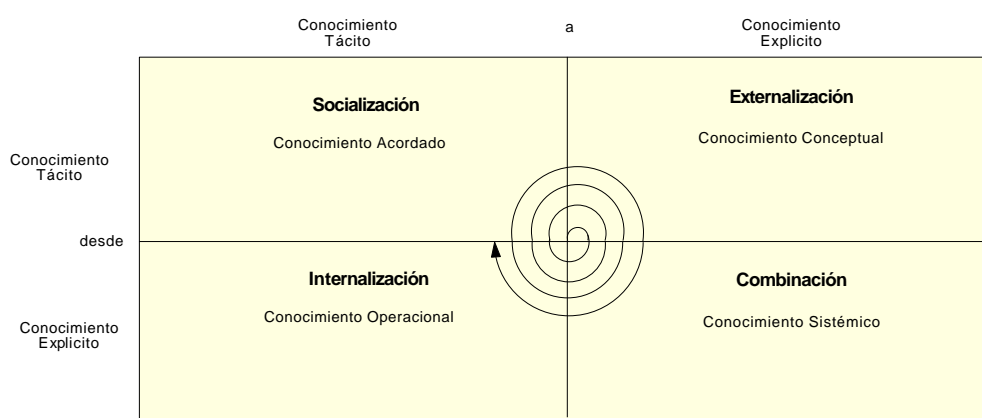 Conocimiento
Tácito
a
Conocimiento
Explicito
Socialización
Conocimiento Acordado
Externalización
Conocimiento Conceptual
Conocimiento
Tácito
desde
Internalización
Conocimiento Operacional
Combinación
Conocimiento Sistémico
Conocimiento
Explicito